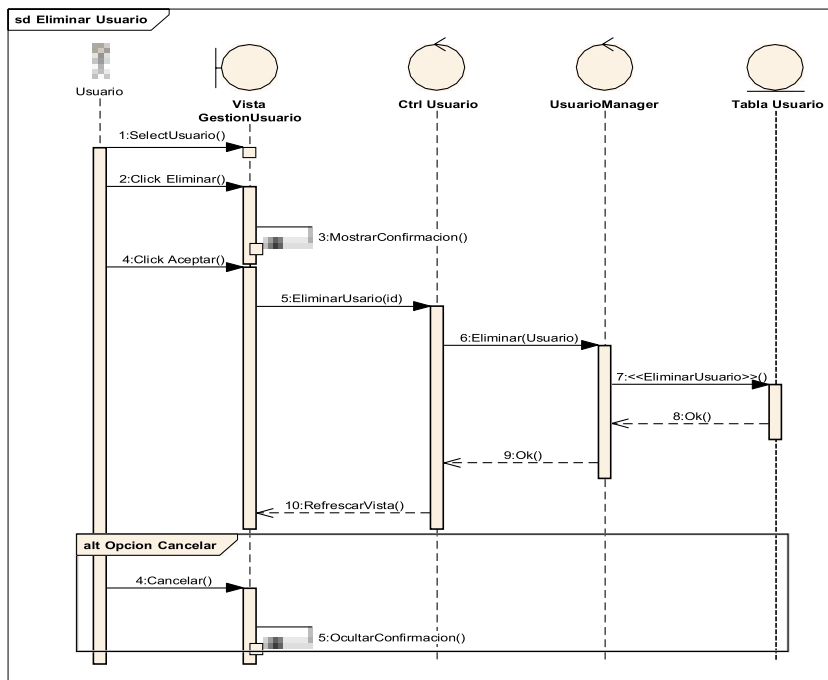 sd Eliminar Usuario
Usuario
Vista
GestionUsuario
Ctrl Usuario
UsuarioManager
Tabla Usuario
1:SelectUsuario()
2:Click Eliminar()
3:MostrarConfirmacion()
4:Click Aceptar()
5:EliminarUsario(id)
6:Eliminar(Usuario)
7:<<EliminarUsuario>>()
8:Ok()
9:Ok()
10:RefrescarVista()
alt Opcion Cancelar
4:Cancelar()
5:OcultarConfirmacion()